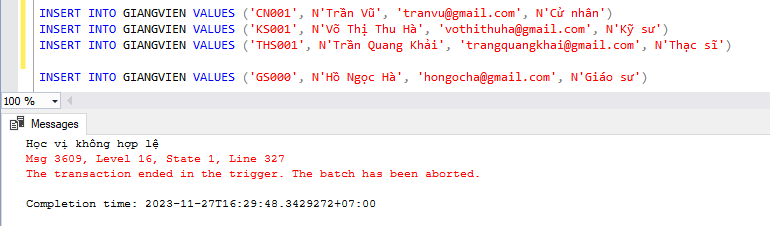 INSERT INTO GIANGVIEN VALUES ('CN001', N'Trần Vũ', 'tranvu@gmail.com', N'Cử nhân')
INSERT INTO GIANGVIEN VALUES ('KS001', N'Võ Thị Thu Hà', 'vothithuha@gmail.com', N'Kỹ sư')
INSERT INTO GIANGVIEN VALUES ('THS001', N'Trần Quang Khải', 'trangquangkhai@gmail.com', N'Thạc sĩ')
INSERT INTO GIANGVIEN VALUES ('GS000', N'Hồ Ngọc Hà', 'hongocha@gmail.com', N'Giáo sư')
100 %
Messages
Học vị không hợp lệ
Msg 3609, Level 16, State 1, Line 327
The transaction ended in the trigger. The batch has been aborted.
Completion time: 2023-11-27T16:29:48.3429272+07:00